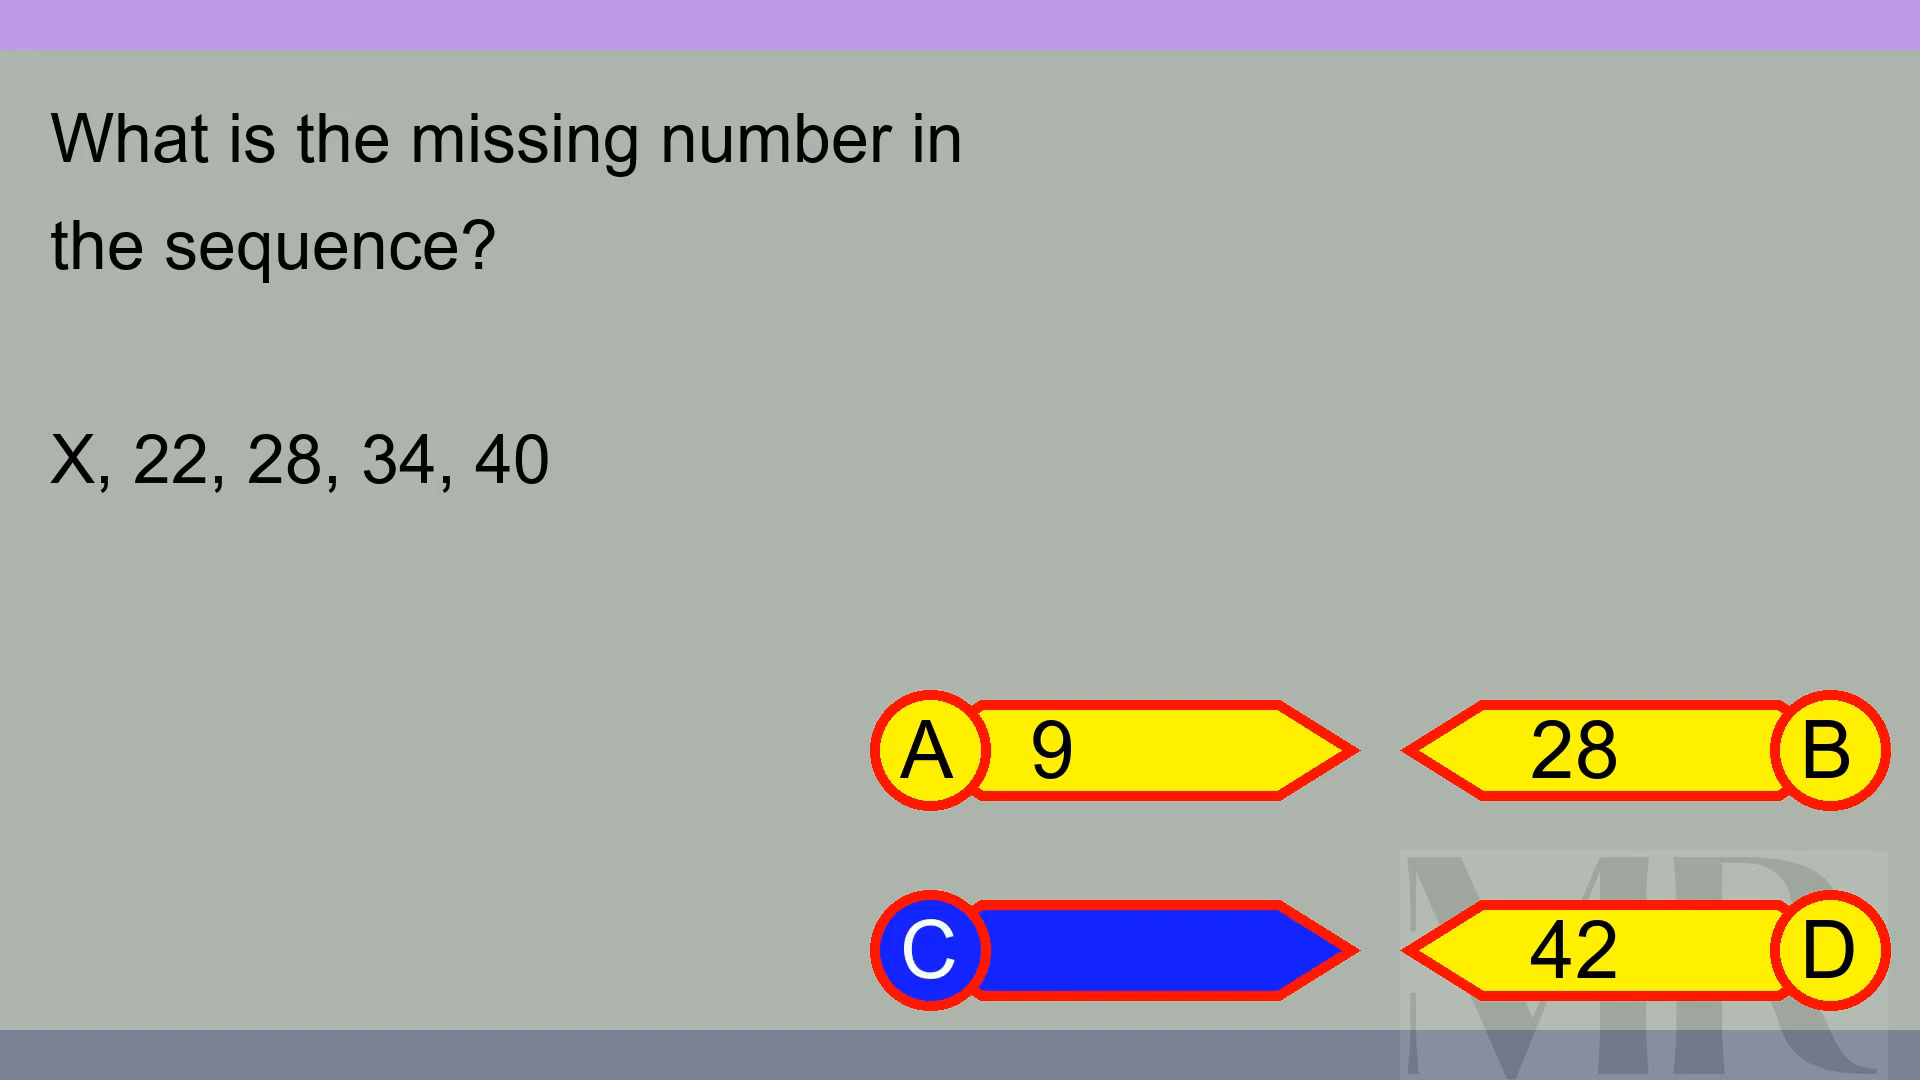 What is the missing number in
the sequence?
X, 22, 28, 34, 40
A 9
28 B
C
42 D
MR